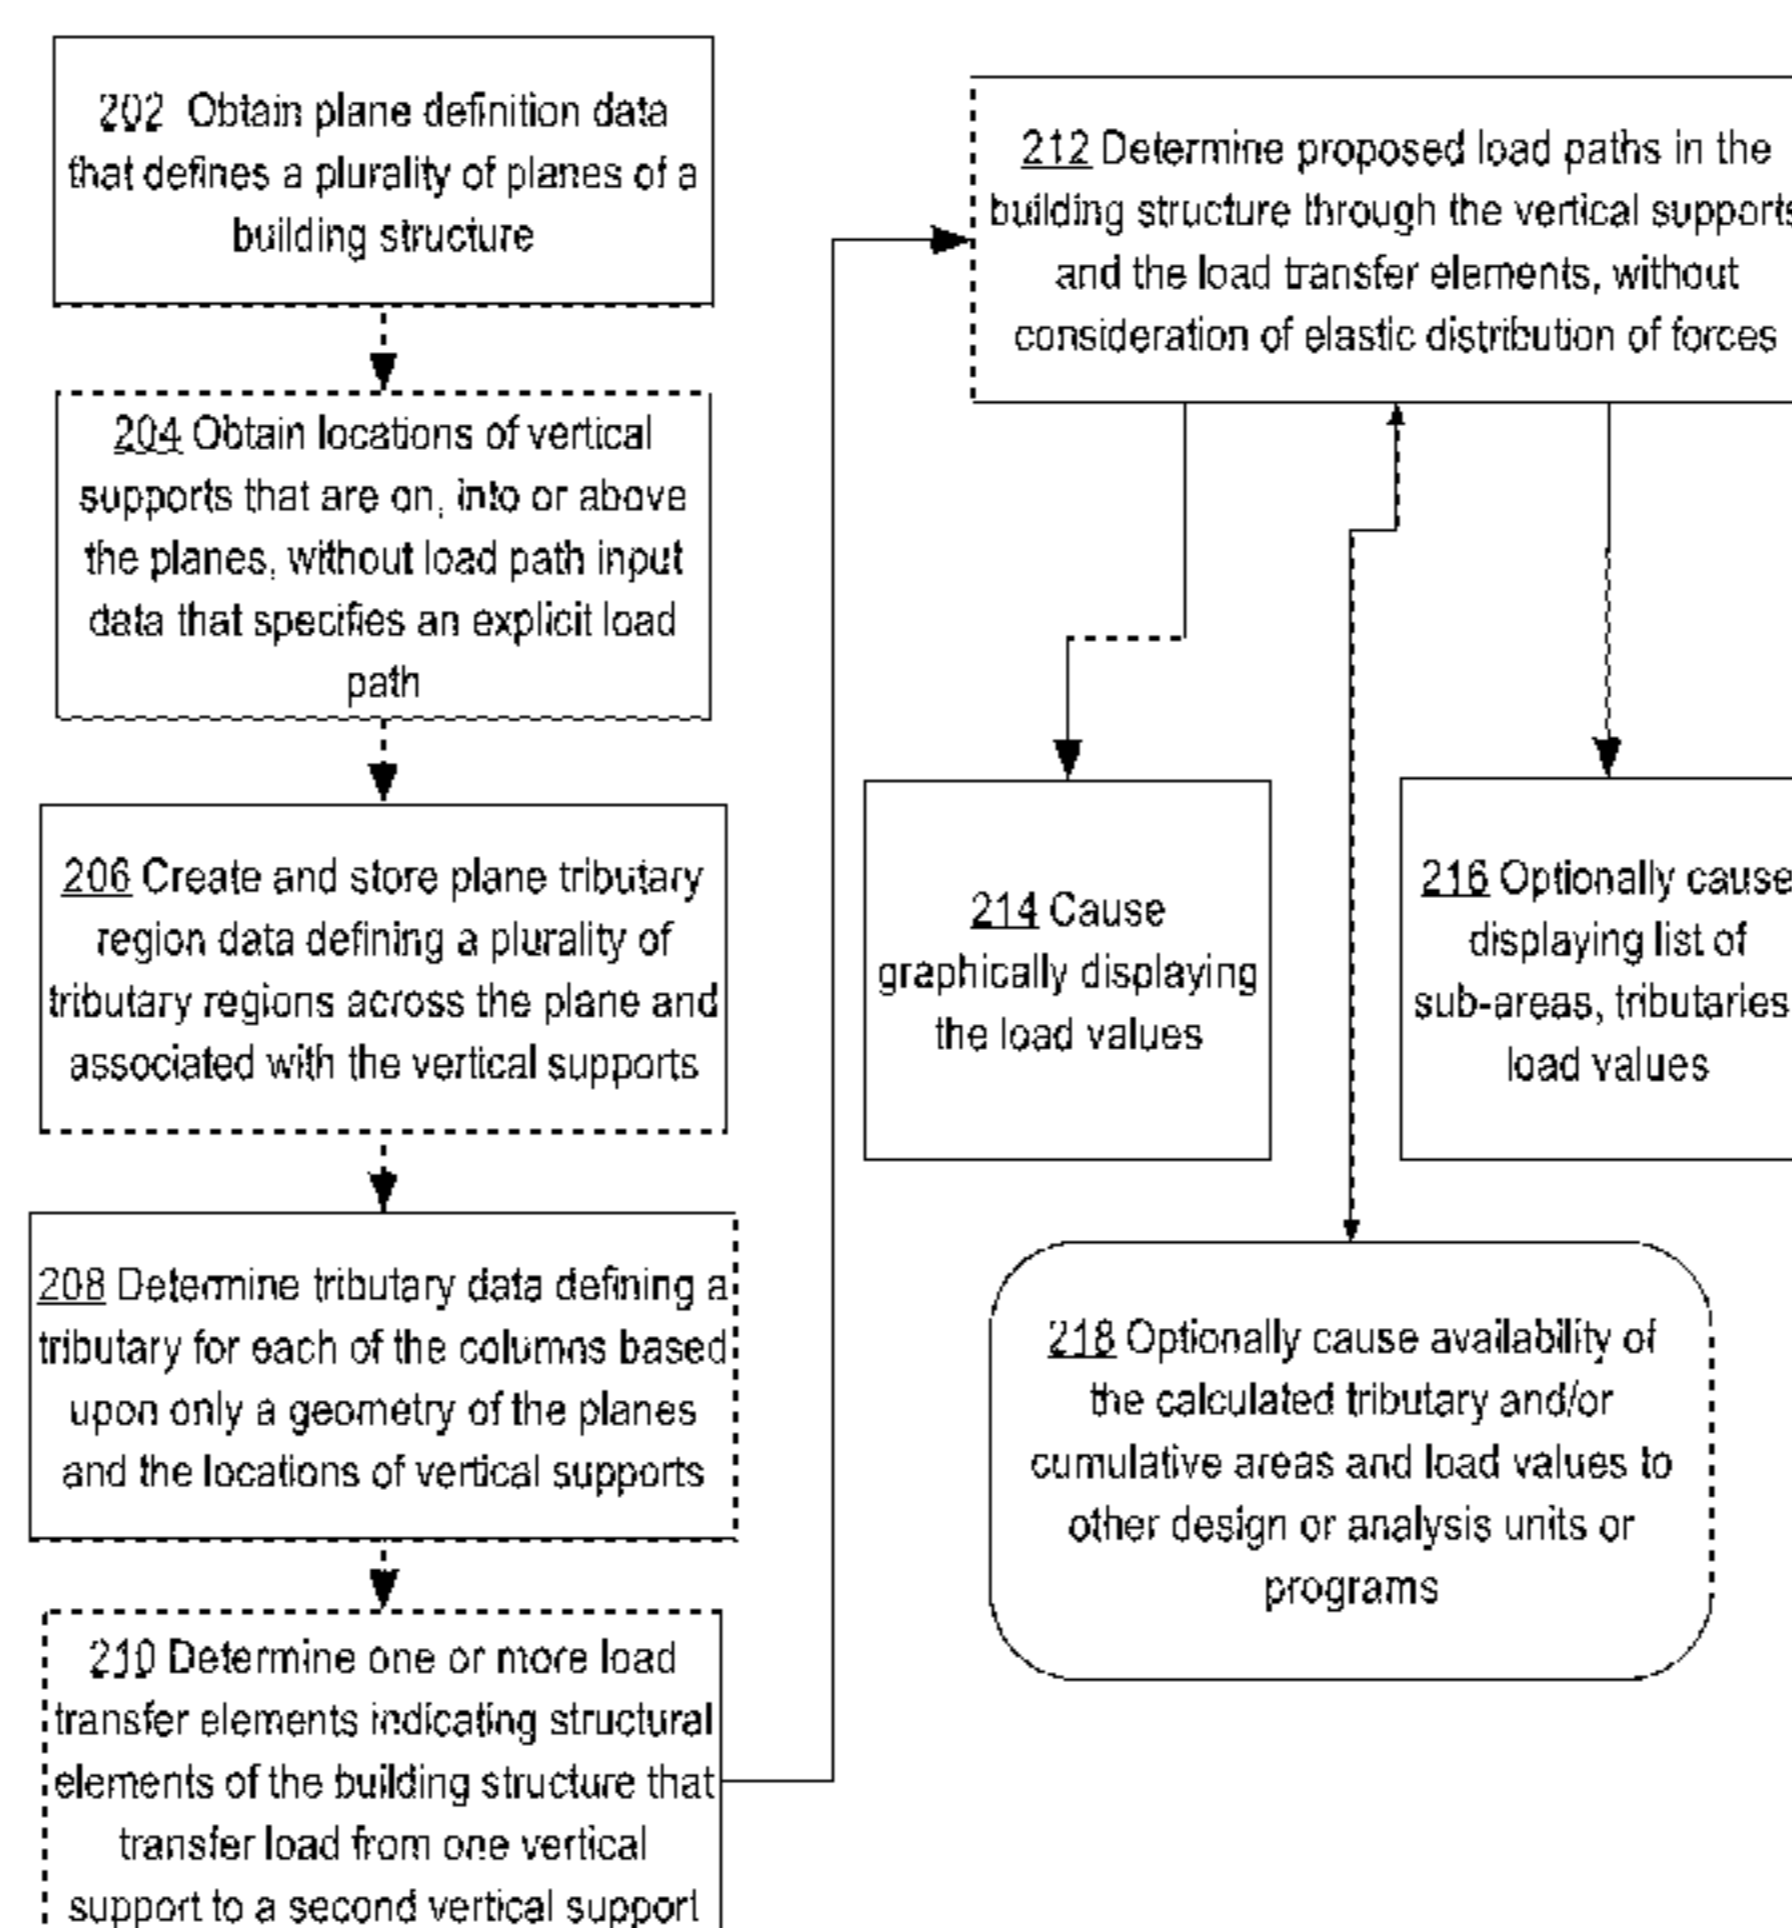 202 Obtain plane definition data
that defines a plurality of planes of a
building structure
204 Obtain locations of vertical
supports that are on, into or above
the planes, without load path input
data that specifies an explicit load
path
206 Create and store plane tributary
region data defining a plurality of
tributary regions across the plane and
associated with the vertical supports
208 Determine tributary data defining a
tributary for each of the columns based
upon only a geometry of the planes
and the locations of vertical supports
210 Determine one or more load
transfer elements indicating structural
elements of the building structure that
transfer load from one vertical
support to a second vertical support
212 Determine proposed load paths in the
building structure through the vertical supports
and the load transfer elements, without
consideration of elastic distribution of forces
214 Cause
graphically displaying
the load values
216 Optionally cause
displaying list of
sub-areas, tributaries
load values
218 Optionally cause availability of
the calculated tributary and/or
cumulative areas and load values to
other design or analysis units or
programs